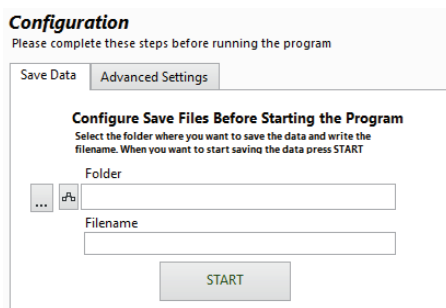 Configuration
Please complete these steps before running the program
Save Data
Advanced Settings
Configure Save Files Before Starting the Program
Select the folder where you want to save the data and write the
filename. When you want to start saving the data press START
Folder
...
Filename
START